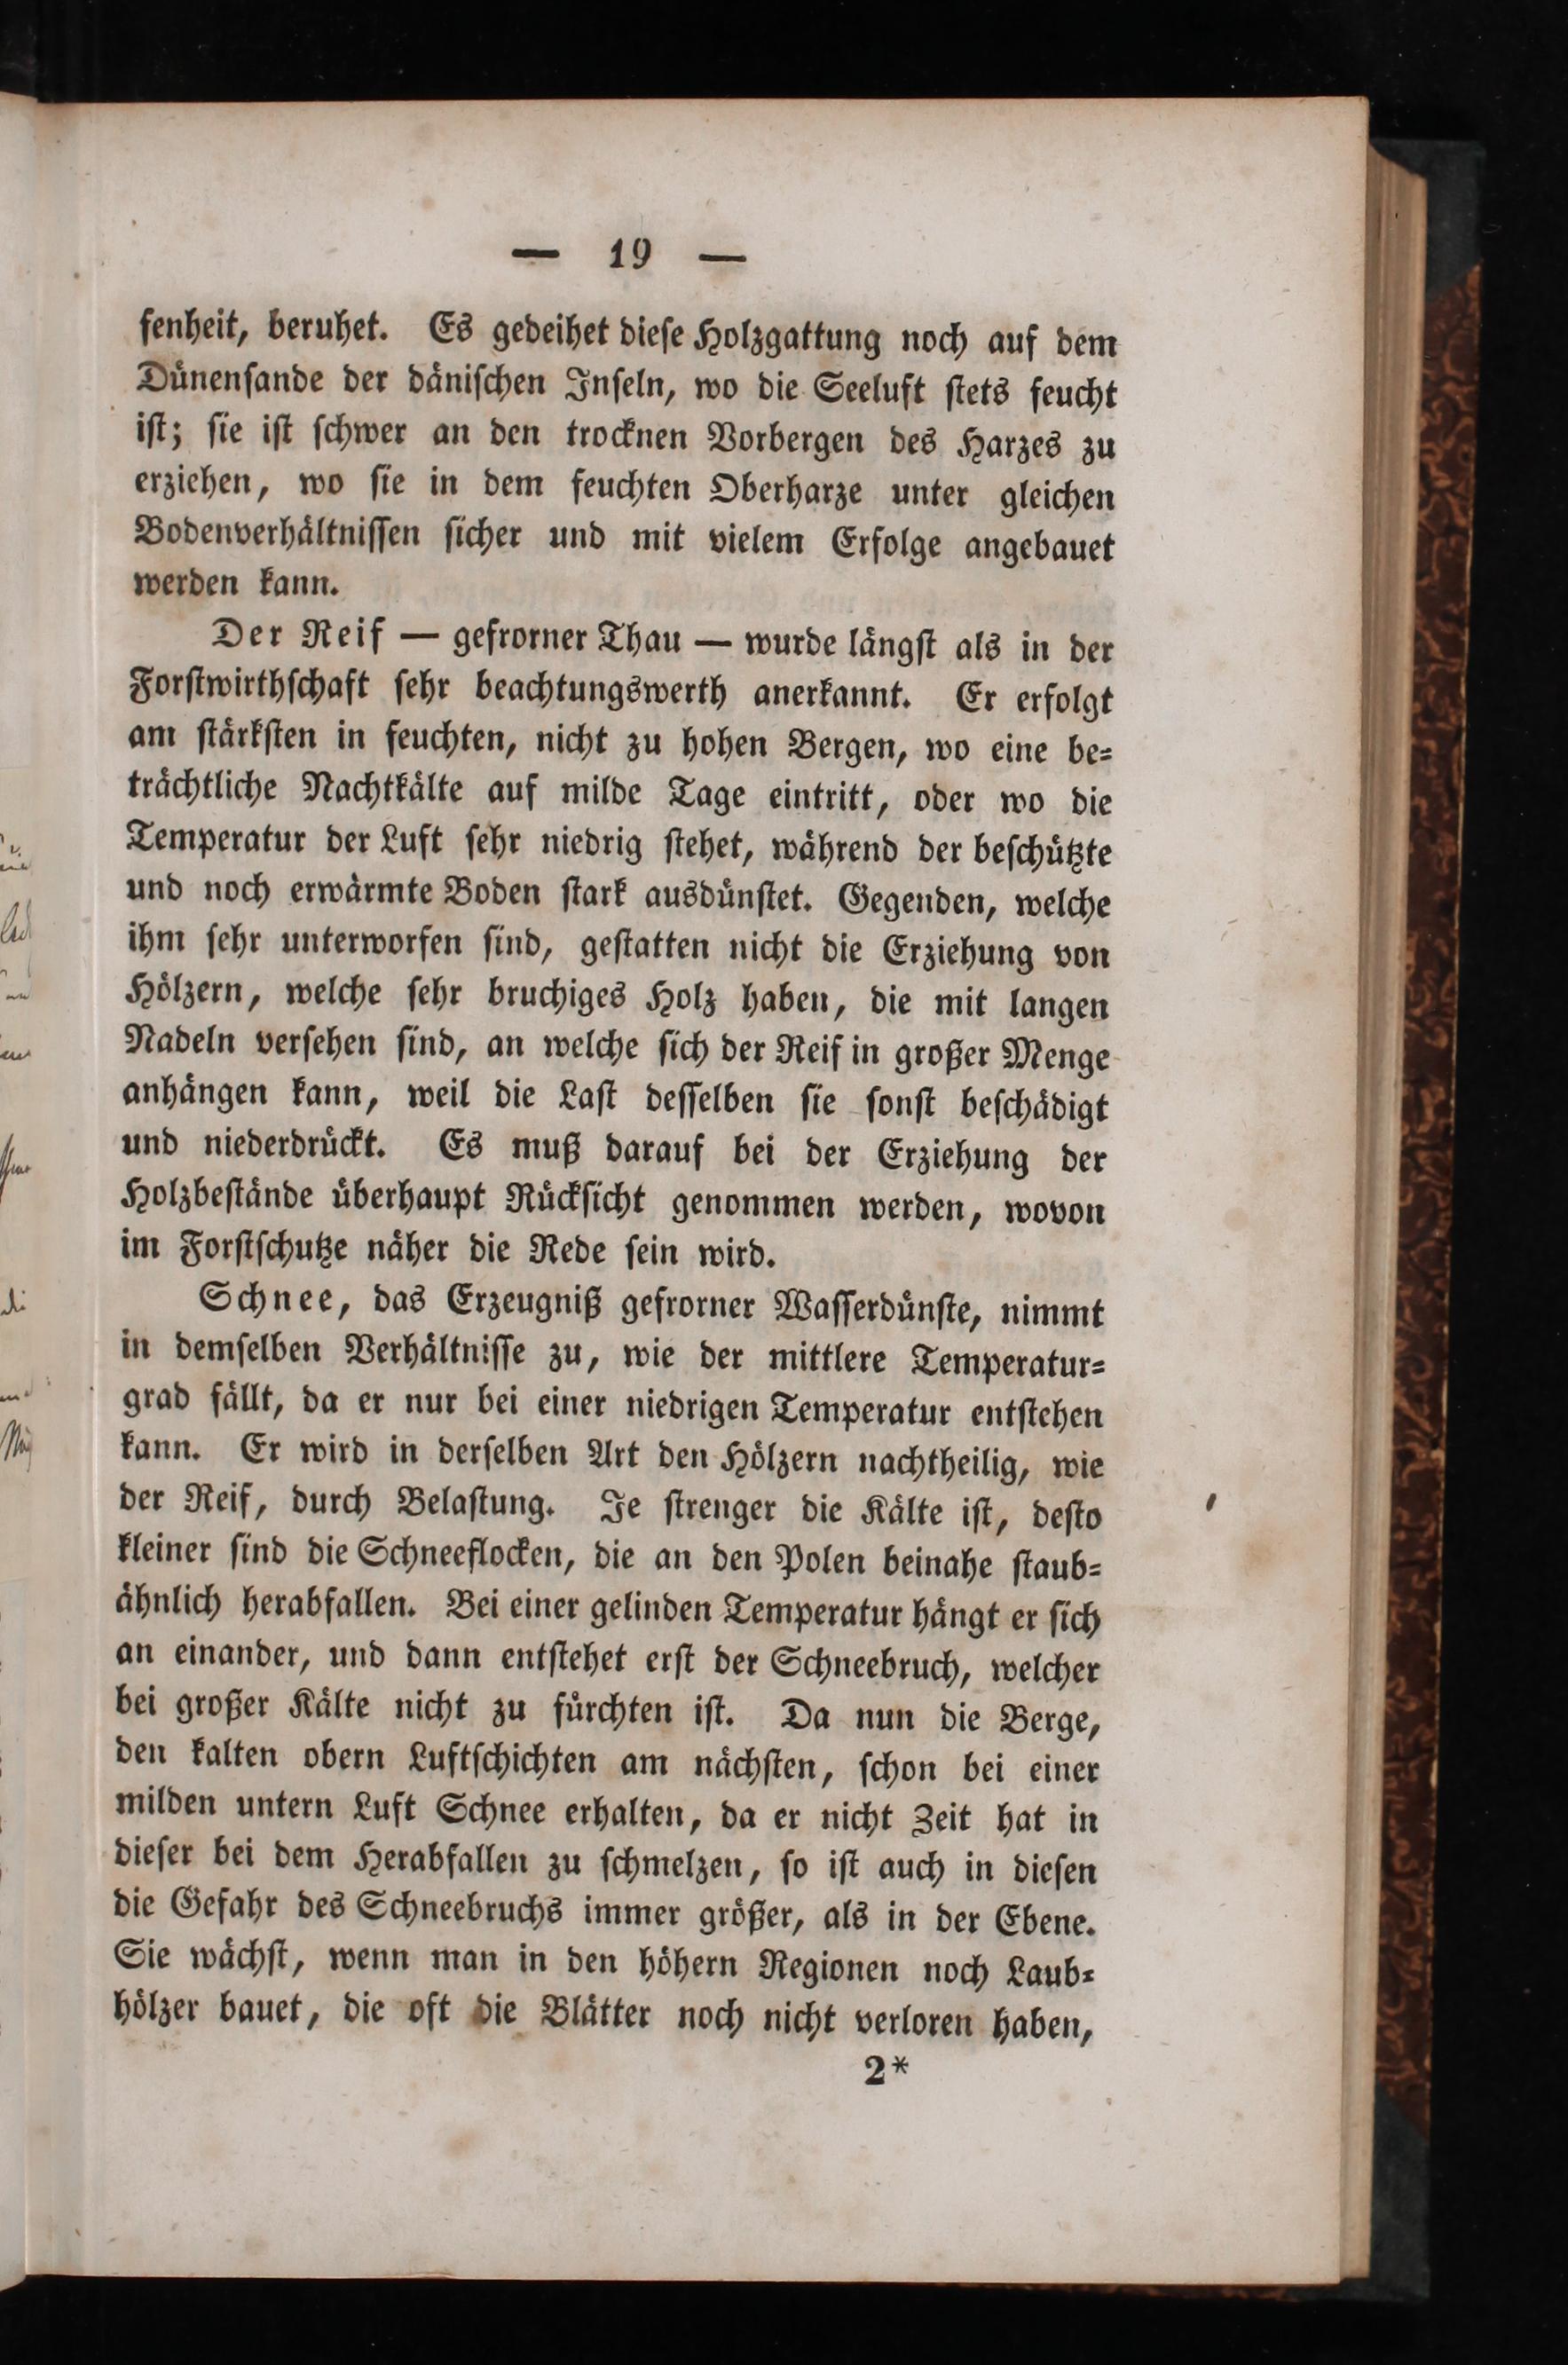 — 19 —
fenheit, beruhet. Es gedeihet dieſe Holzgattung noch auf dem
Dünenſande der däniſchen Inſeln, wo die Seeluft ſtets feucht
iſt; ſie iſt ſchwer an den trocknen Vorbergen des Harzes zu
erziehen, wo ſie in dem feuchten Oberharze unter gleichen
Bodenverhältniſſen ſicher und mit vielem Erfolge angebauet
werden kann.
Der Reif — gefrorner Thau — wurde längſt als in der
Forſtwirthſchaft ſehr beachtungswerth anerkannt. Er erfolgt
am ſtärkſten in feuchten, nicht zu hohen Bergen, wo eine be⸗
trächtliche Nachtkälte auf milde Tage eintritt, oder wo die
Temperatur der Luft ſehr niedrig ſtehet, während der beſchützte
und noch erwärmte Boden ſtark ausdünſtet. Gegenden, welche
ihm ſehr unterworfen ſind, geſtatten nicht die Erziehung von
Hölzern, welche ſehr bruchiges Holz haben, die mit langen
Nadeln verſehen ſind, an welche ſich der Reif in großer Menge
anhängen kann, weil die Laſt deſſelben ſie ſonſt beſchädigt
und niederdrückt. Es muß darauf bei der Erziehung der
Holzbeſtände überhaupt Rückſicht genommen werden, wovon
im Forſtſchutze näher die Rede ſein wird.
Schnee, das Erzeugniß gefrorner Waſſerdünſte, nimmt
in demſelben Verhältniſſe zu, wie der mittlere Temperatur⸗
grad fällt, da er nur bei einer niedrigen Temperatur entſtehen
kann. Er wird in derſelben Art den Hölzern nachtheilig, wie
der Reif, durch Belaſtung. Je ſtrenger die Kälte iſt, deſto
kleiner ſind die Schneeflocken, die an den Polen beinahe ſtaub⸗
ähnlich herabfallen. Bei einer gelinden Temperatur hängt er ſich
an einander, und dann entſtehet erſt der Schneebruch, welcher
bei großer Kälte nicht zu fürchten iſt. Da nun die Berge,
den kalten obern Luftſchichten am nächſten, ſchon bei einer
milden untern Luft Schnee erhalten, da er nicht Zeit hat in
dieſer bei dem Herabfallen zu ſchmelzen, ſo iſt auch in dieſen
die Gefahr des Schneebruchs immer größer, als in der Ebene.
Sie wächſt, wenn man in den höhern Regionen noch Laub⸗
hölzer bauet, die oft die Blätter noch nicht verloren haben,
2*